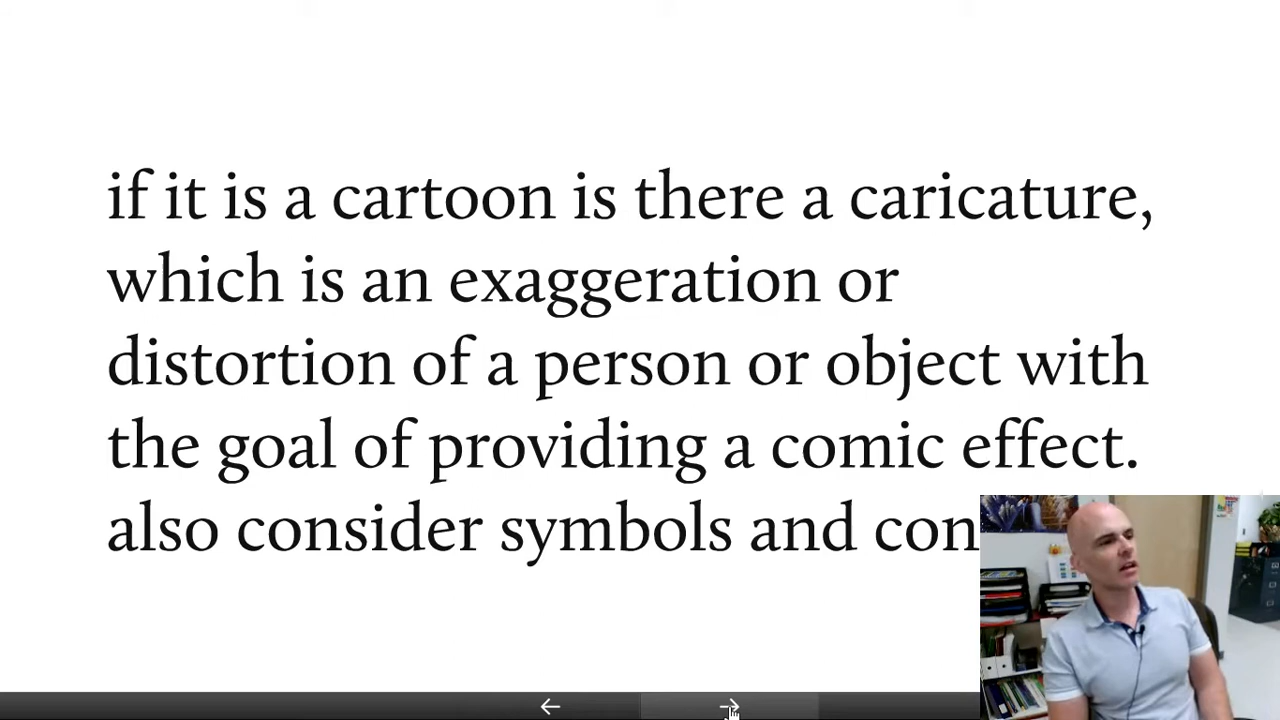 if it is a cartoon is there a caricature,
which is an exaggeration or
distortion of a person or object with
the goal of providing a comic effect.
also consider symbols and con